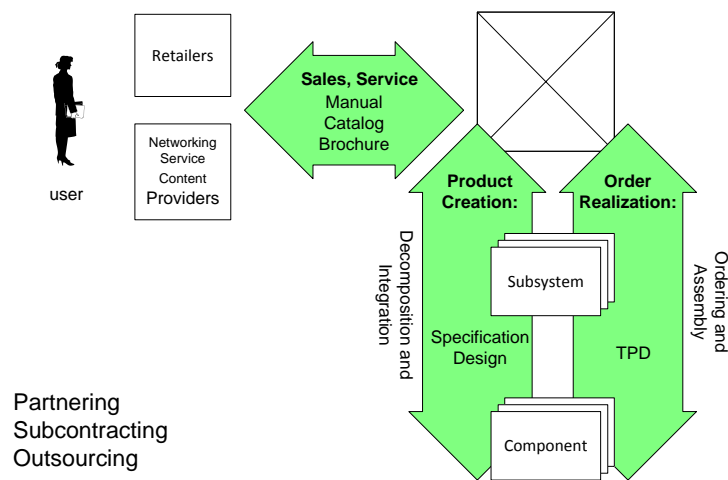 Retailers
Networking
Service
Content
Providers
user
Sales, Service
Manual
Catalog
Brochure
Product
Creation:
Order
Realization:
Decomposition and
Integration
Ordering and
Assembly
Subsystem
Specification
Design
TPD
Component
Partnering
Subcontracting
Outsourcing